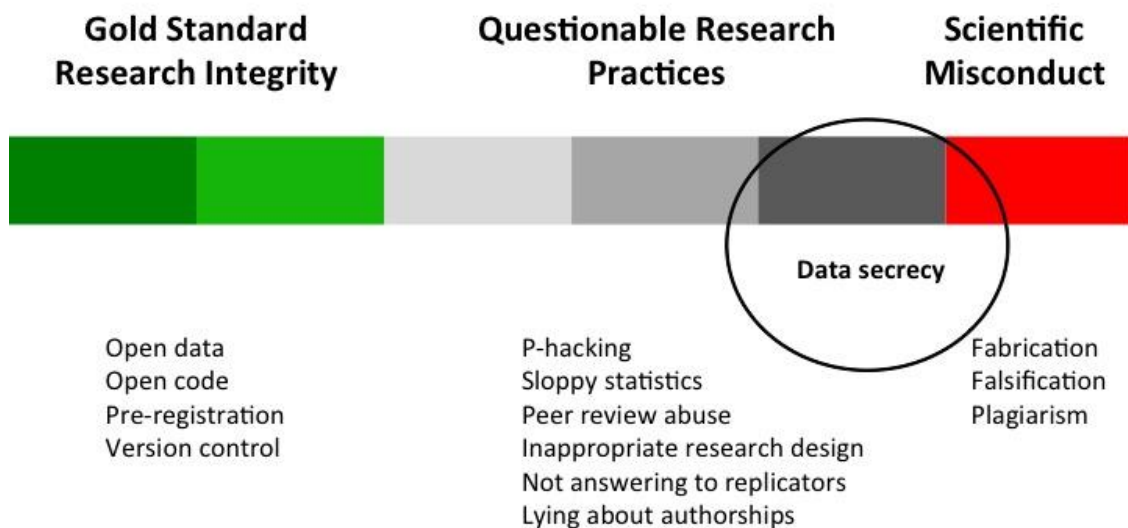 Gold Standard
Research Integrity
Questionable Research
Practices
Scientific
Misconduct
Data secrecy
Open data
Open code
Pre-registration
Version control
P-hacking
Sloppy statistics
Peer review abuse
Inappropriate research design
Not answering to replicators
Lying about authorships
Fabrication
Falsification
Plagiarism